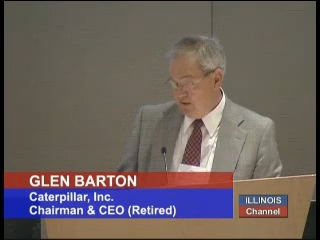 GLEN BARTON
Caterpillar, Inc.
Chairman & CEO (Retired)
ILLINOIS
Channel